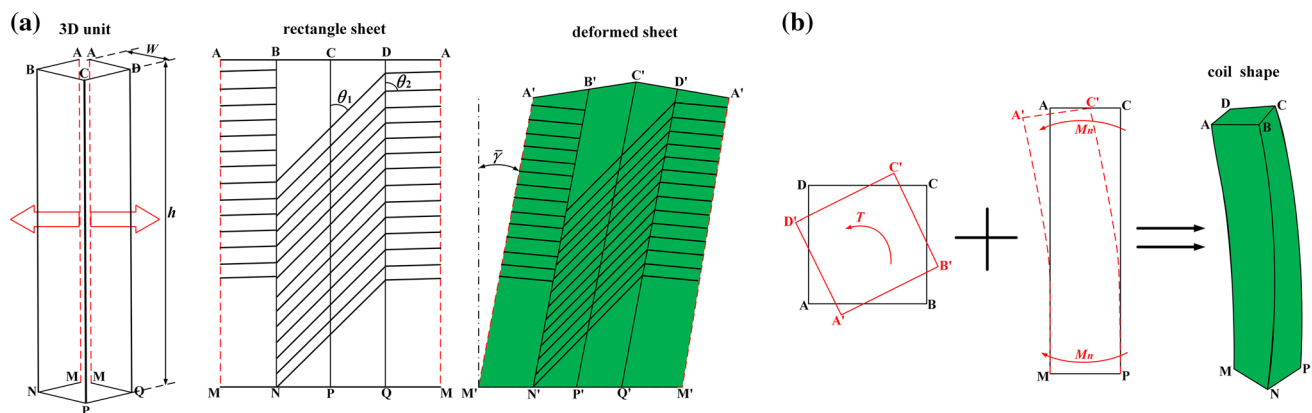 (a)
3D unit
rectangle sheet
deformed sheet
A A W
B C D
h
M M
N Q
P
A B C D A
θ₁ θ₂
M N P Q M
A' B' C' D' A'
γ̄
M' N' P' Q' M'
(b)
D C
C'
D'
T
B'
A B
A'
A C' C
A'
Mn
Mn
M P
coil shape
D C
A B
M P
N